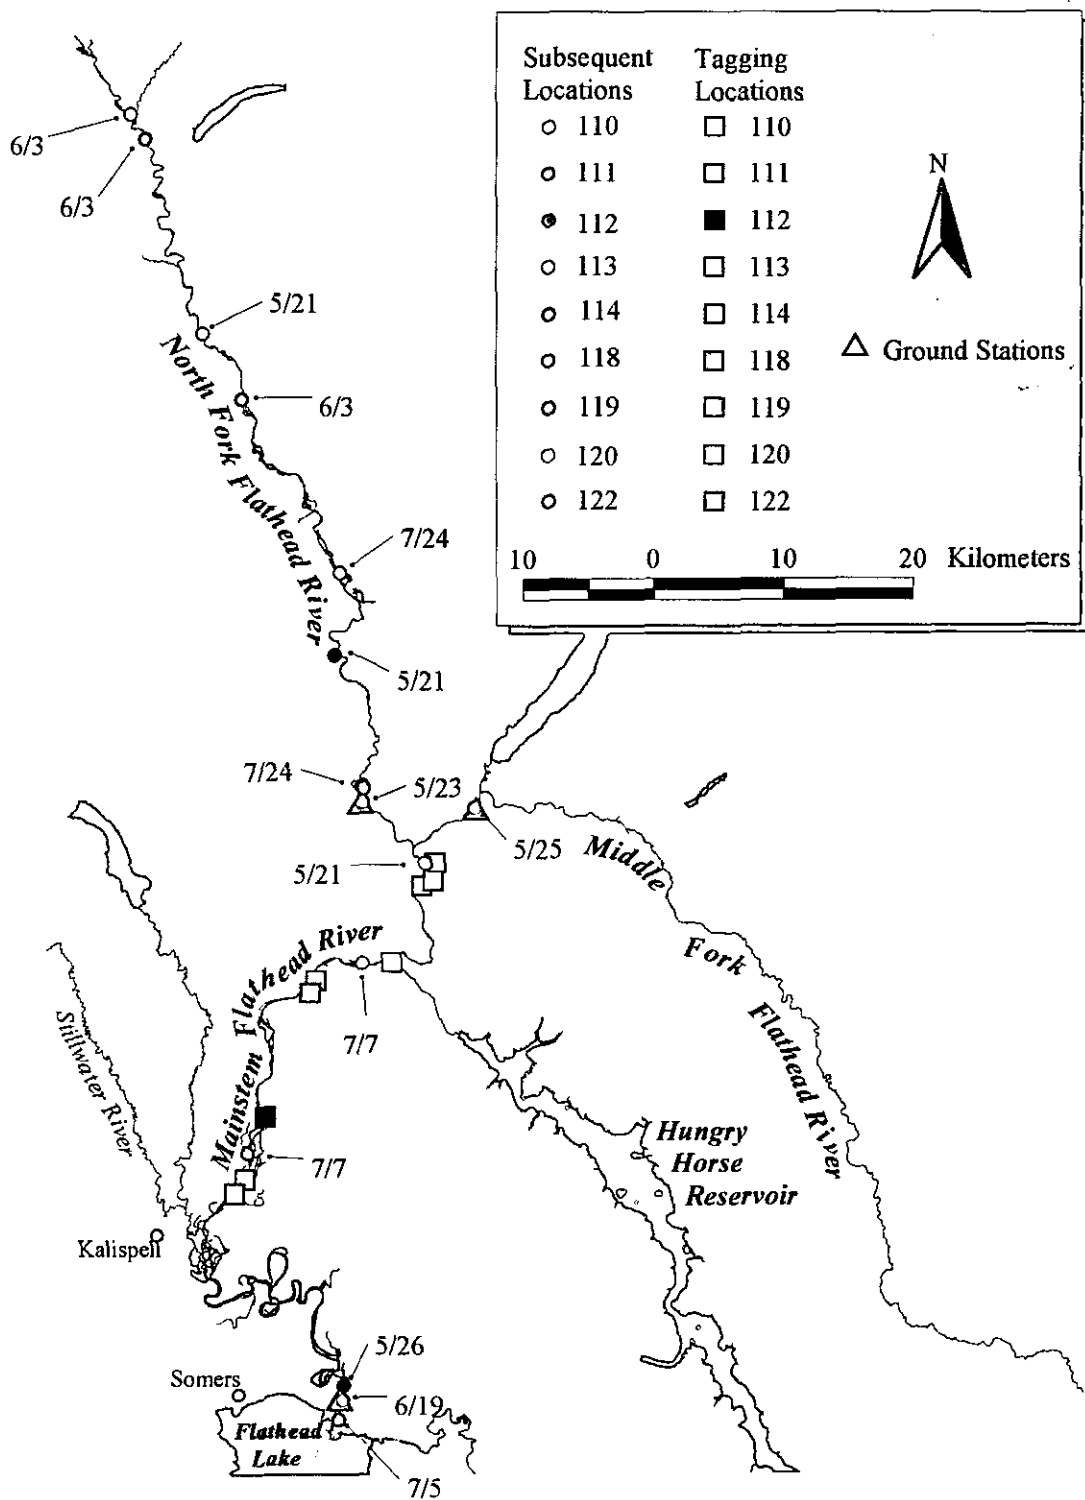 Subsequent Locations
Tagging Locations
110 110
111 111
112 112
113 113
114 114
118 118
119 119
120 120
122 122
N
Ground Stations
10 0 10 20 Kilometers
6/3
6/3
5/21
6/3
North Fork Flathead River
7/24
5/21
7/24
5/23
5/25
5/21
Middle Fork Flathead River
Mainstem Flathead River
7/7
Stillwater River
7/7
Hungry
Horse
Reservoir
Kalispell
5/26
Somers
6/19
Flathead
Lake
7/5